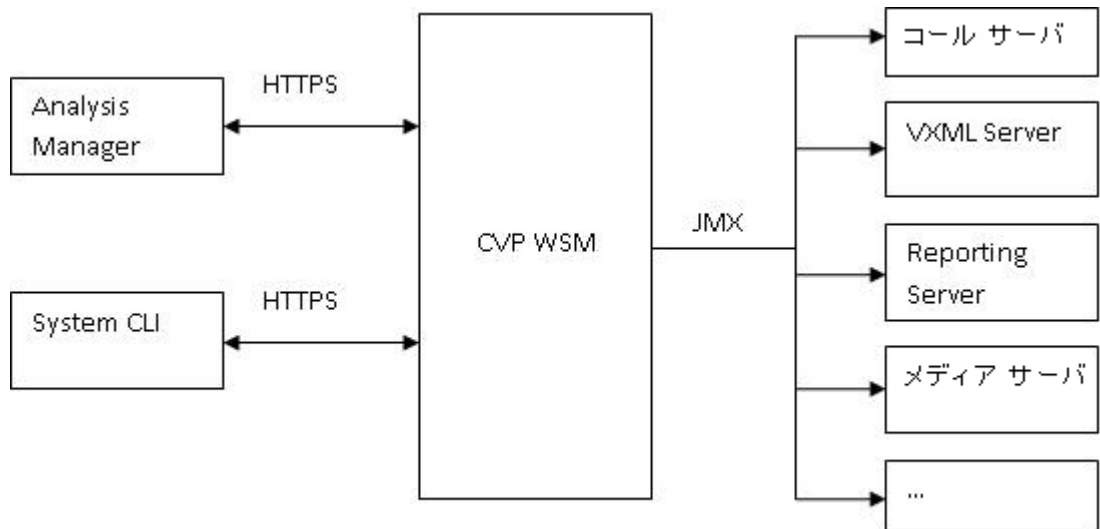 Analysis
Manager
HTTPS
System CLI
HTTPS
CVP WSM
JMX
コール サーバ
VXML Server
Reporting
Server
メディア サーバ
...